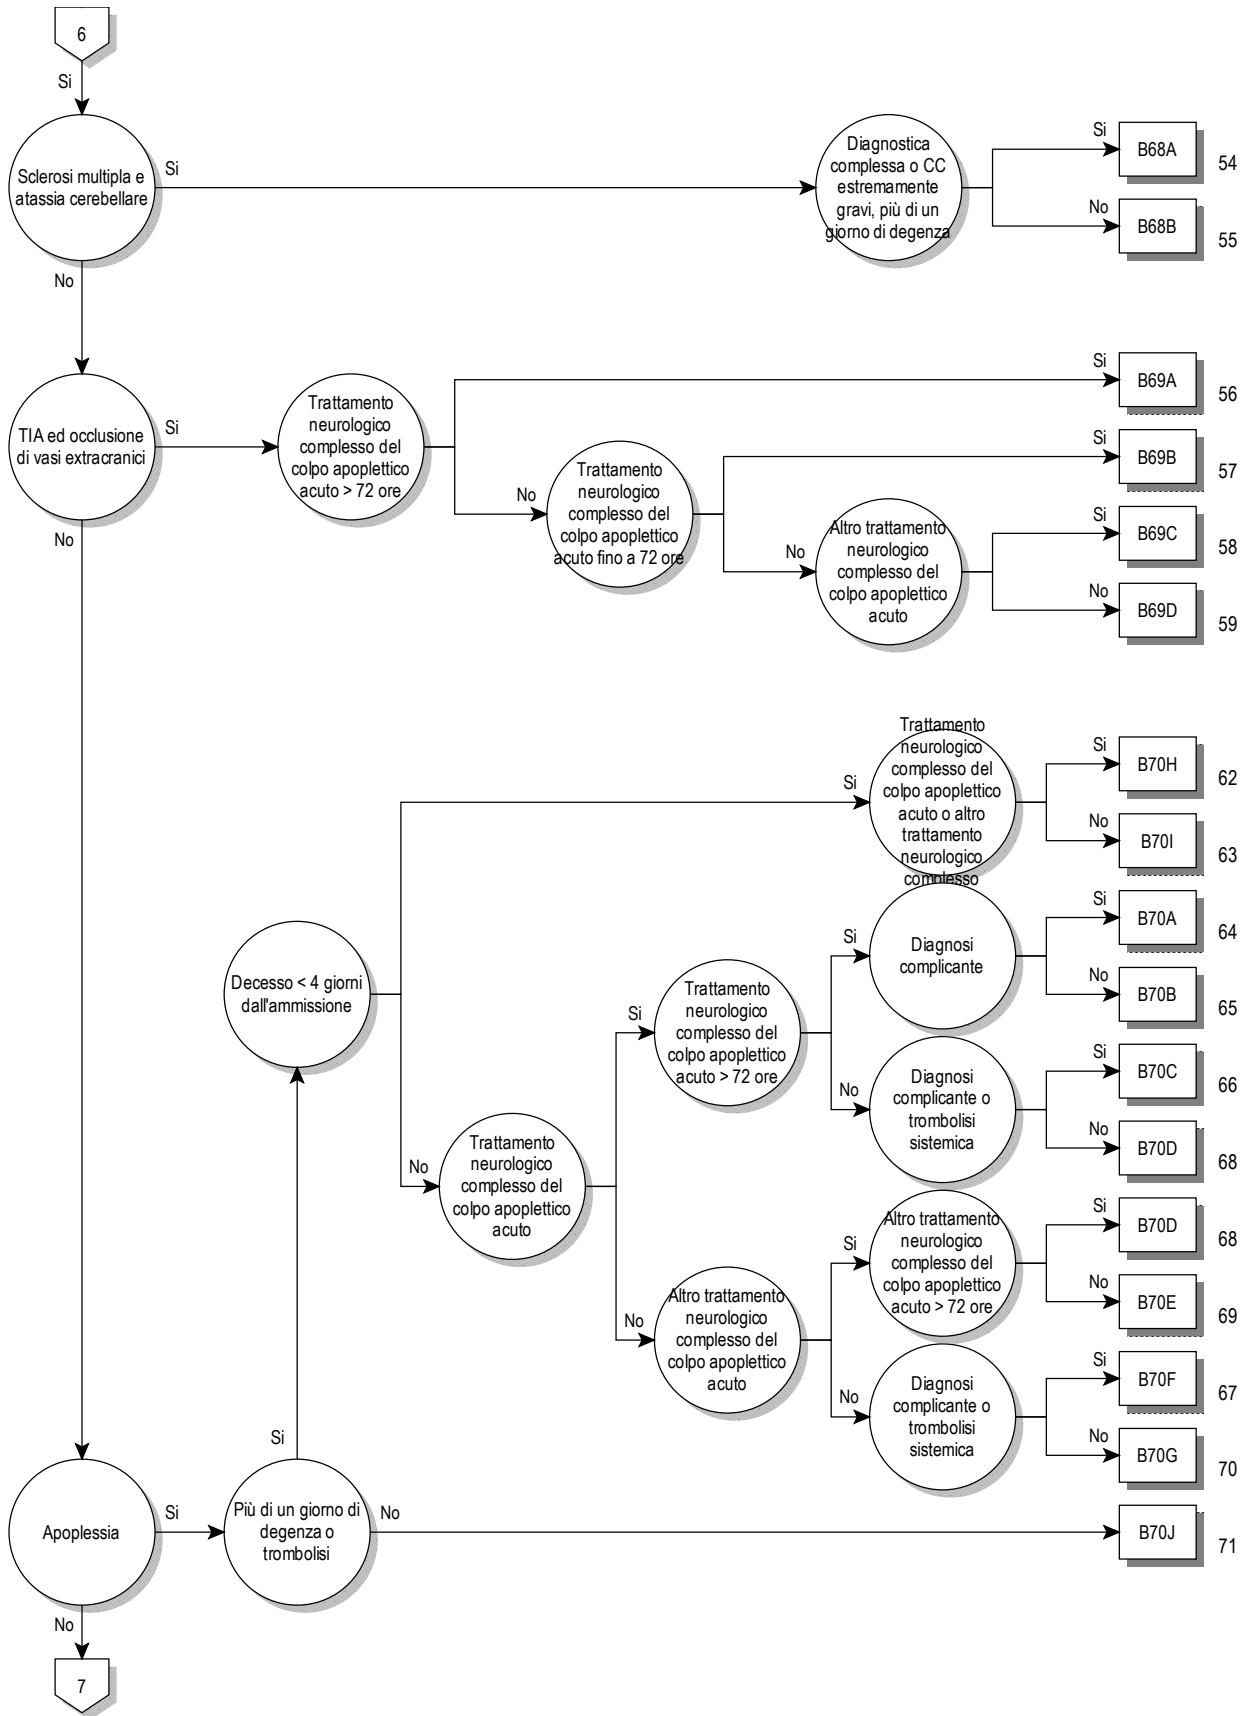 6
Si
Sclerosi multipla e
atassia cerebellare
Si
Diagnostica
complessa o CC
estremamente
gravi, più di un
giorno di degenza
Si
B68A
54
No
B68B
55
No
TIA ed occlusione
di vasi extracranici
Si
Trattamento
neurologico
complesso del
colpo apoplettico
acuto > 72 ore
Si
B69A
56
No
Trattamento
neurologico
complesso del
colpo apoplettico
acuto fino a 72 ore
Si
B69B
57
No
Altro trattamento
neurologico
complesso del
colpo apoplettico
acuto
Si
B69C
58
No
B69D
59
No
Trattamento
neurologico
complesso del
colpo apoplettico
acuto o altro
trattamento
neurologico
complesso
Si
Si
B70H
62
No
B70I
63
Decesso < 4 giorni
dall'ammissione
Si
Trattamento
neurologico
complesso del
colpo apoplettico
acuto > 72 ore
Si
Diagnosi
complicante
Si
B70A
64
No
B70B
65
No
Diagnosi
complicante o
trombolisi
sistemica
Si
B70C
66
No
B70D
68
No
Trattamento
neurologico
complesso del
colpo apoplettico
acuto
No
Altro trattamento
neurologico
complesso del
colpo apoplettico
acuto
Si
Altro trattamento
neurologico
complesso del
colpo apoplettico
acuto > 72 ore
Si
B70D
68
No
B70E
69
No
Diagnosi
complicante o
trombolisi
sistemica
Si
B70F
67
No
B70G
70
Si
Apoplessia
Si
Più di un giorno di
degenza o
trombolisi
No
B70J
71
No
7